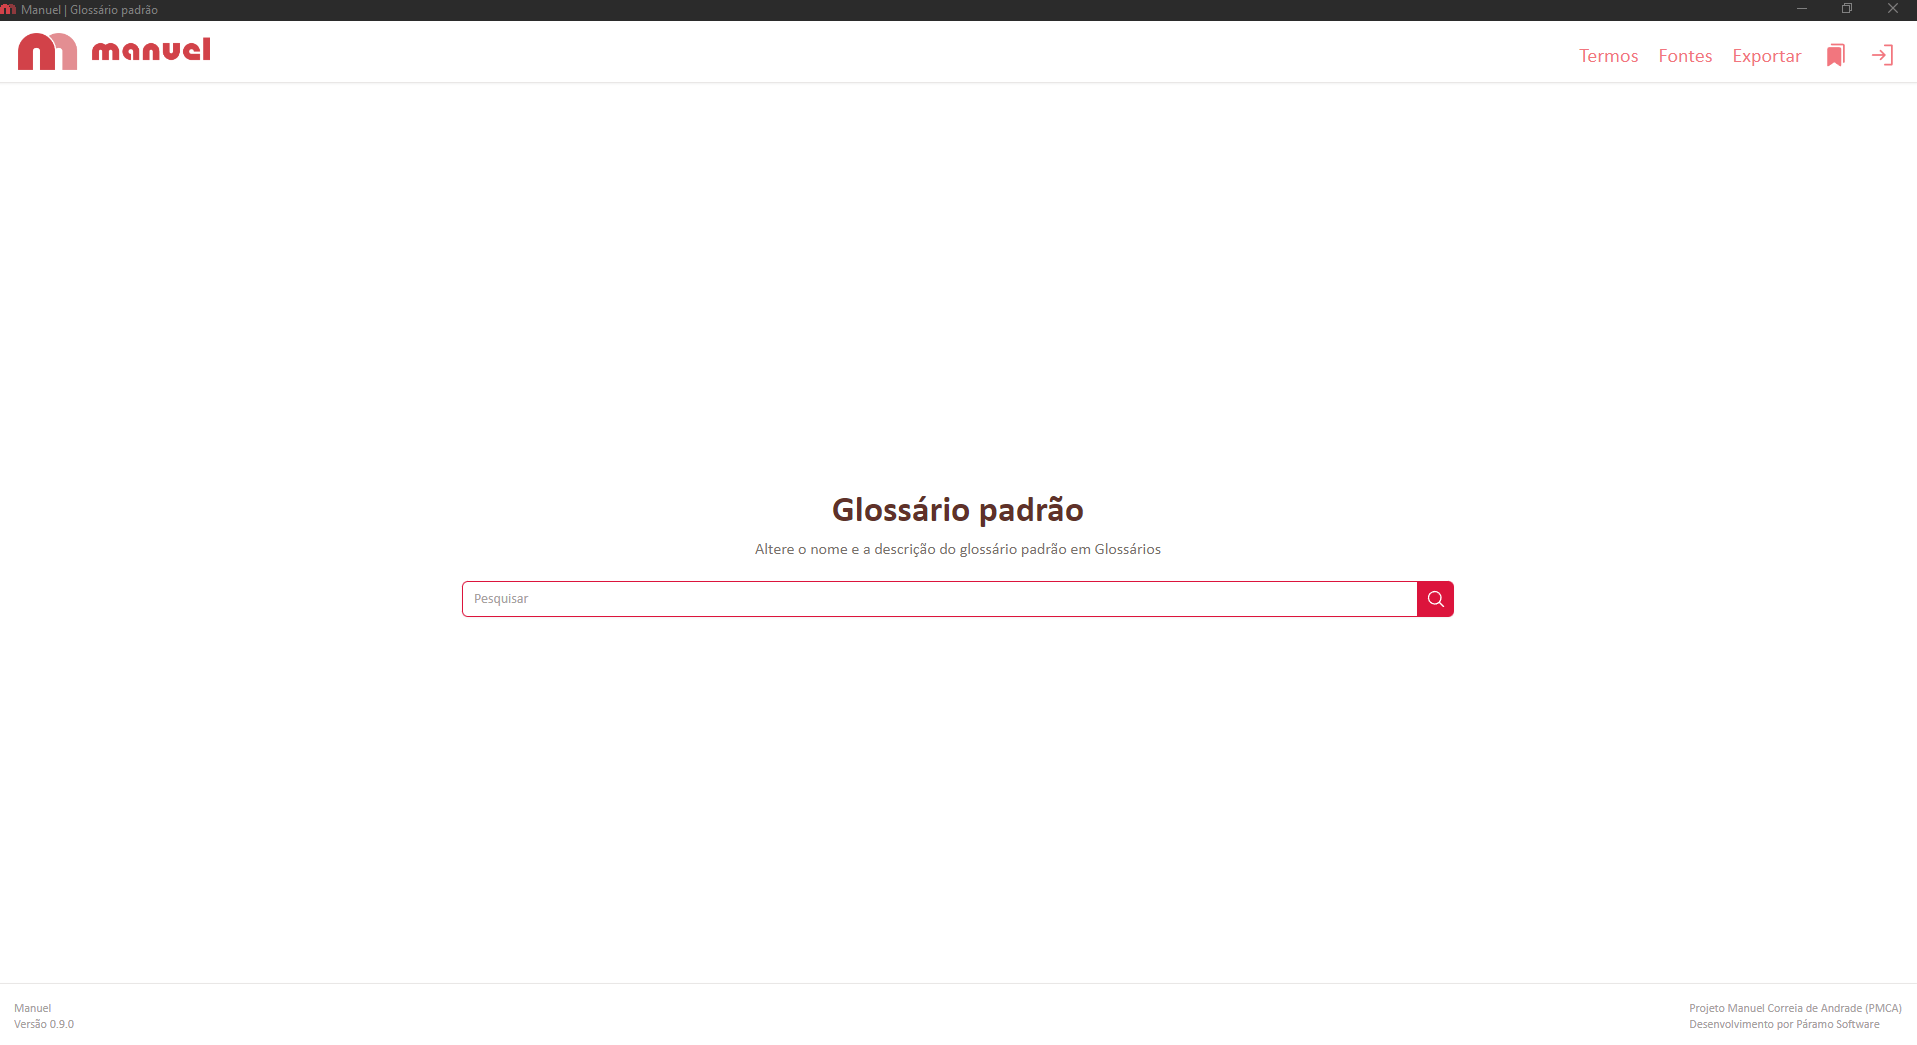 Manuel | Glossário padrão
manuel
Termos Fontes Exportar
Glossário padrão
Altere o nome e a descrição do glossário padrão em Glossários
Pesquisar
Manuel
Versão 0.9.0
Projeto Manuel Correia de Andrade (PMCA)
Desenvolvimento por Páramo Software